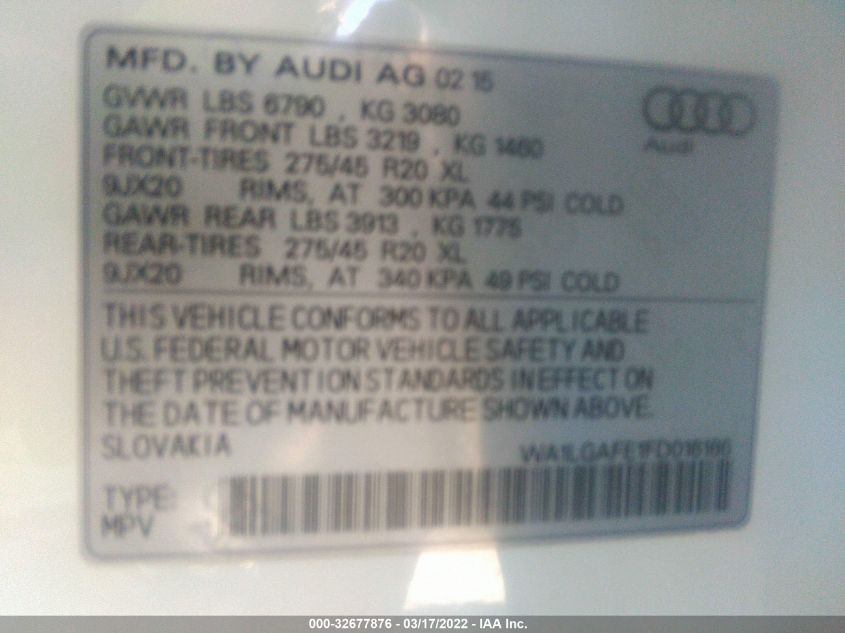 MFD. BY AUDI AG 02 15
GVWR LBS 6790 , KG 3080
GAWR FRONT LBS 3219 , KG 1460
FRONT-TIRES 275/45 R20 XL
9JX20 RIMS, AT 300 KPA 44 PSI COLD
GAWR REAR LBS 3913 , KG 1775
REAR-TIRES 275/45 R20 XL
9JX20 RIMS, AT 340 KPA 49 PSI COLD
Audi
THIS VEHICLE CONFORMS TO ALL APPLICABLE
U.S. FEDERAL MOTOR VEHICLE SAFETY AND
THEFT PREVENTION STANDARDS IN EFFECT ON
THE DATE OF MANUFACTURE SHOWN ABOVE.
SLOVAKIA WA1LGAFE1FD016166
TYPE:
MPV
000-32677876 - 03/17/2022 - IAA Inc.